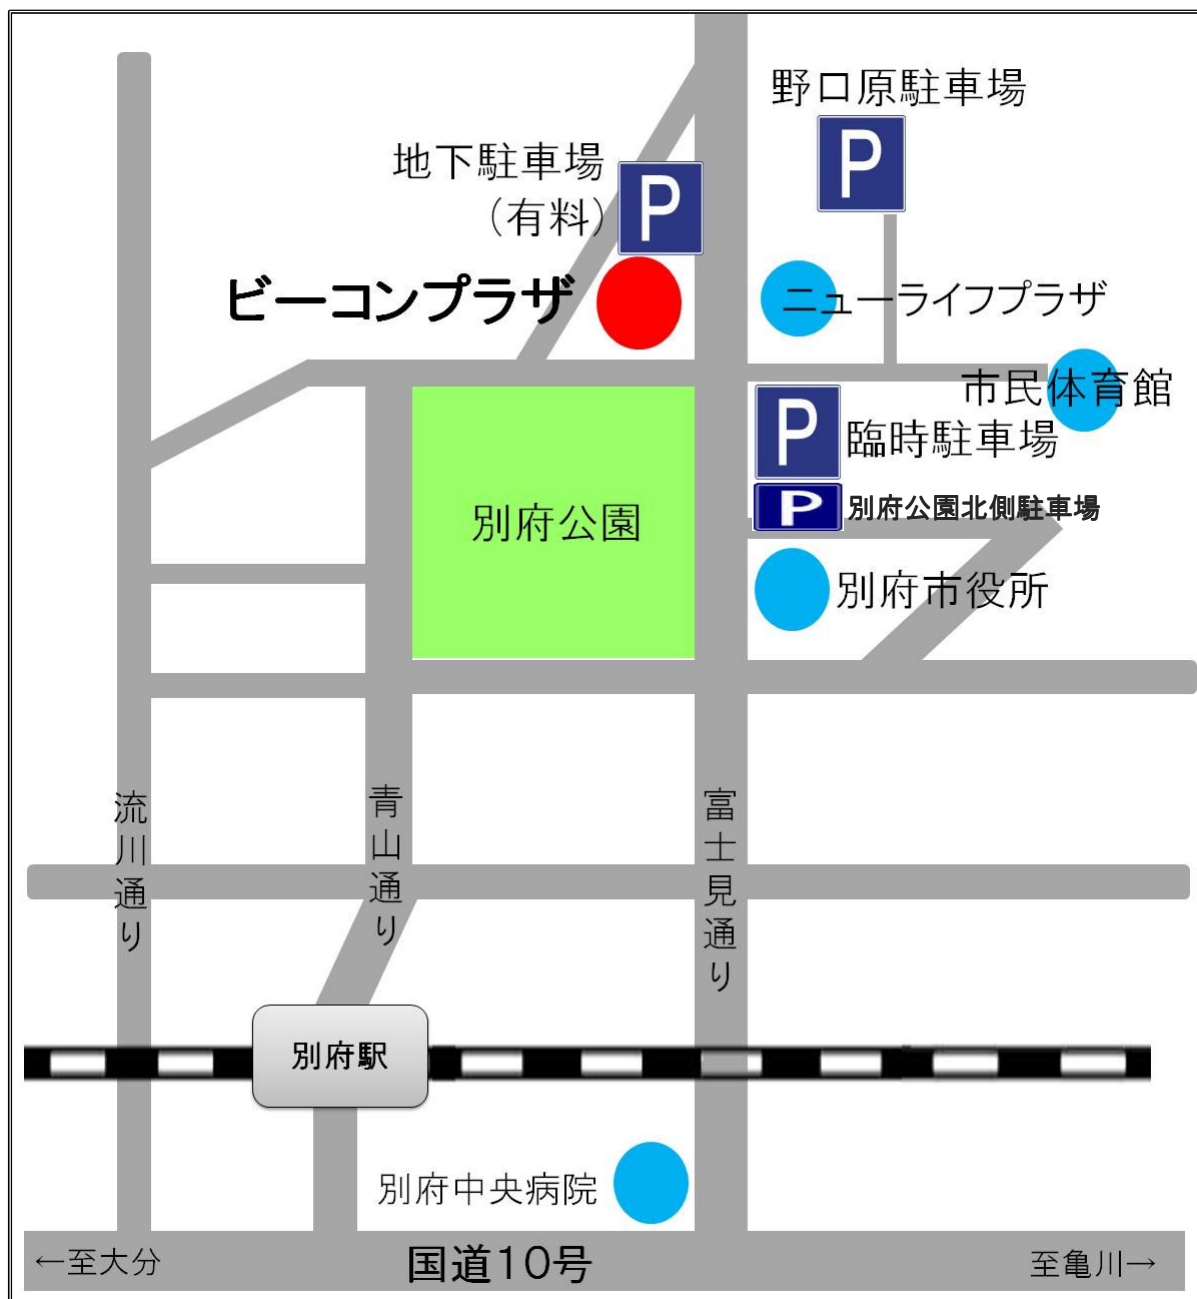 野口原駐車場
P
地下駐車場
(有料)
P
ビーコンプラザ
ニューライフプラザ
市民体育館
P
臨時駐車場
P
別府公園北側駐車場
別府公園
別府市役所
流川通り
青山通り
富士見通り
別府駅
別府中央病院
←至大分
国道10号
至亀川→